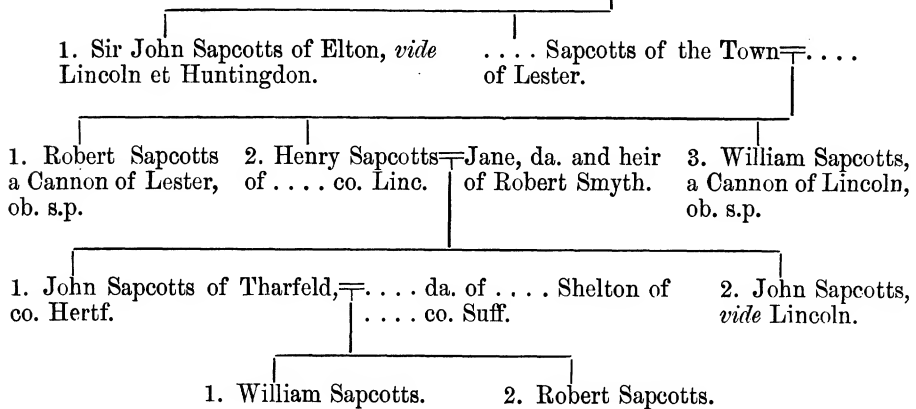 1. Sir John Sapcotts of Elton, vide
Lincoln et Huntingdon.
. . . . Sapcotts of the Town=. . . .
of Lester.
1. Robert Sapcotts
a Cannon of Lester,
ob. s.p.
2. Henry Sapcotts=Jane, da. and heir
of . . . . co. Linc. of Robert Smyth.
3. William Sapcotts,
a Cannon of Lincoln,
ob. s.p.
1. John Sapcotts of Tharfeld,=. . . . da. of . . . . Shelton of
co. Hertf. . . . . co. Suff.
2. John Sapcotts,
vide Lincoln.
1. William Sapcotts.
2. Robert Sapcotts.